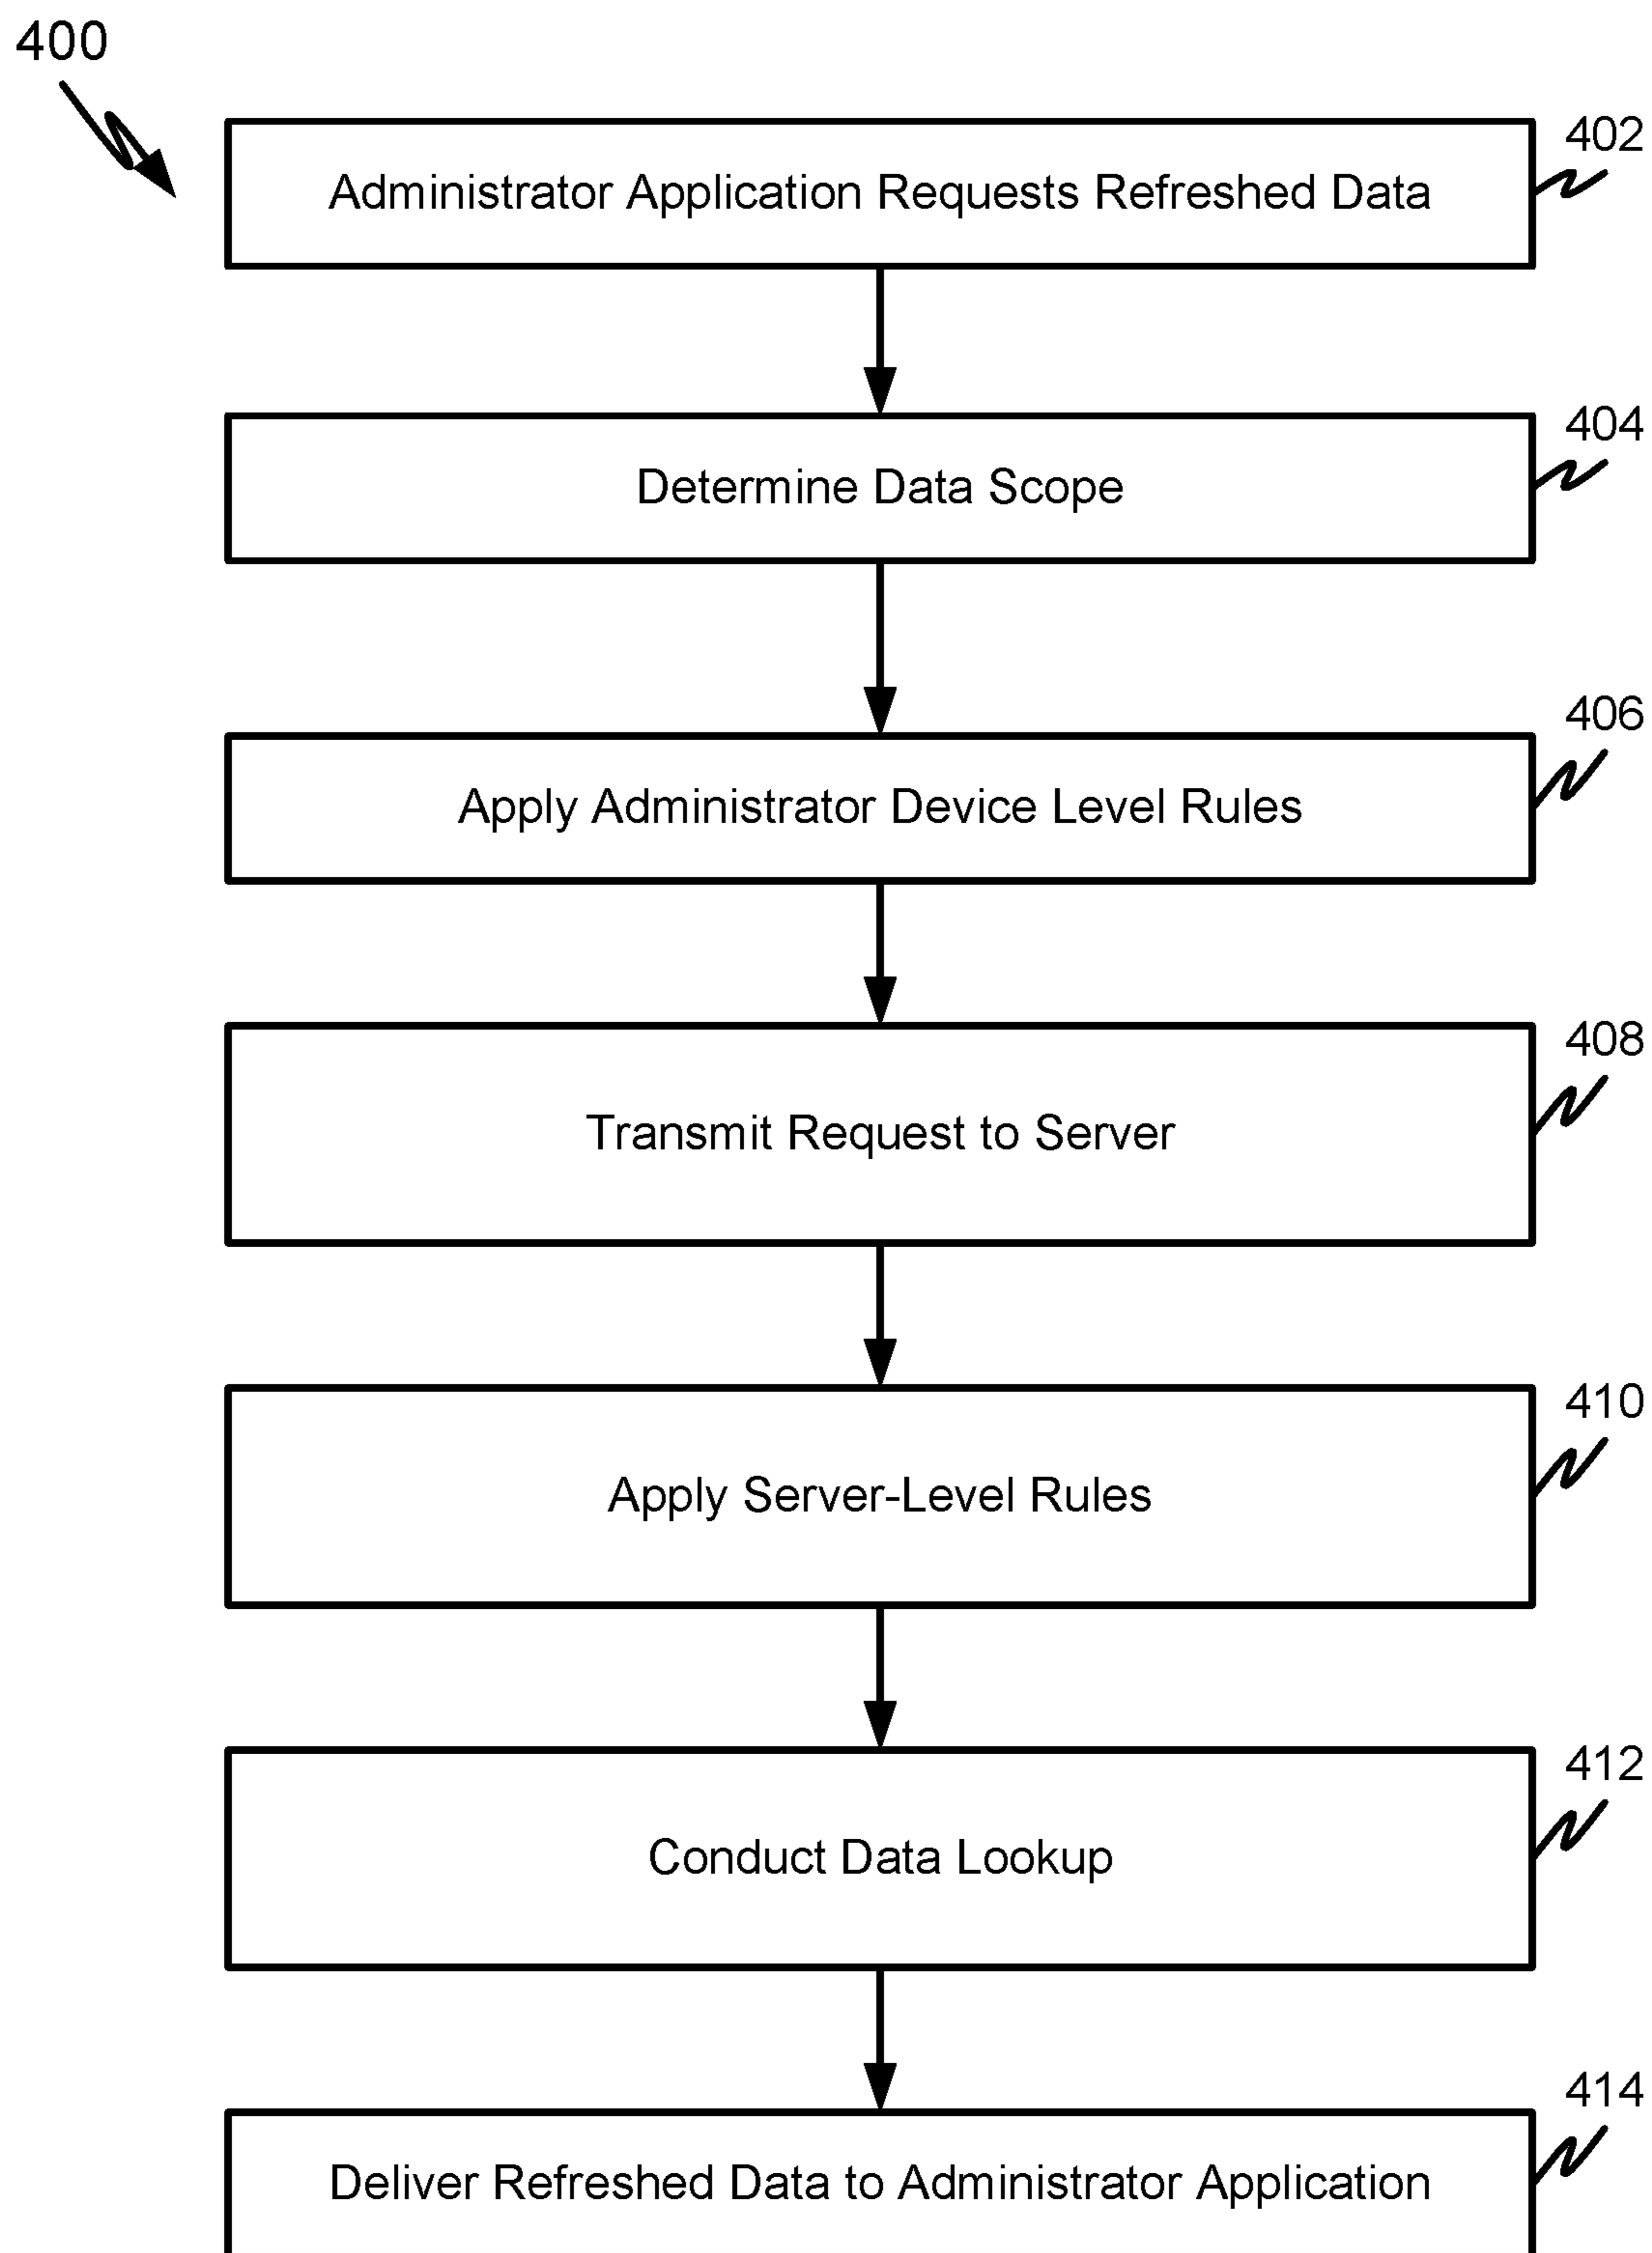 400
402
Administrator Application Requests Refreshed Data
404
Determine Data Scope
406
Apply Administrator Device Level Rules
408
Transmit Request to Server
410
Apply Server-Level Rules
412
Conduct Data Lookup
414
Deliver Refreshed Data to Administrator Application